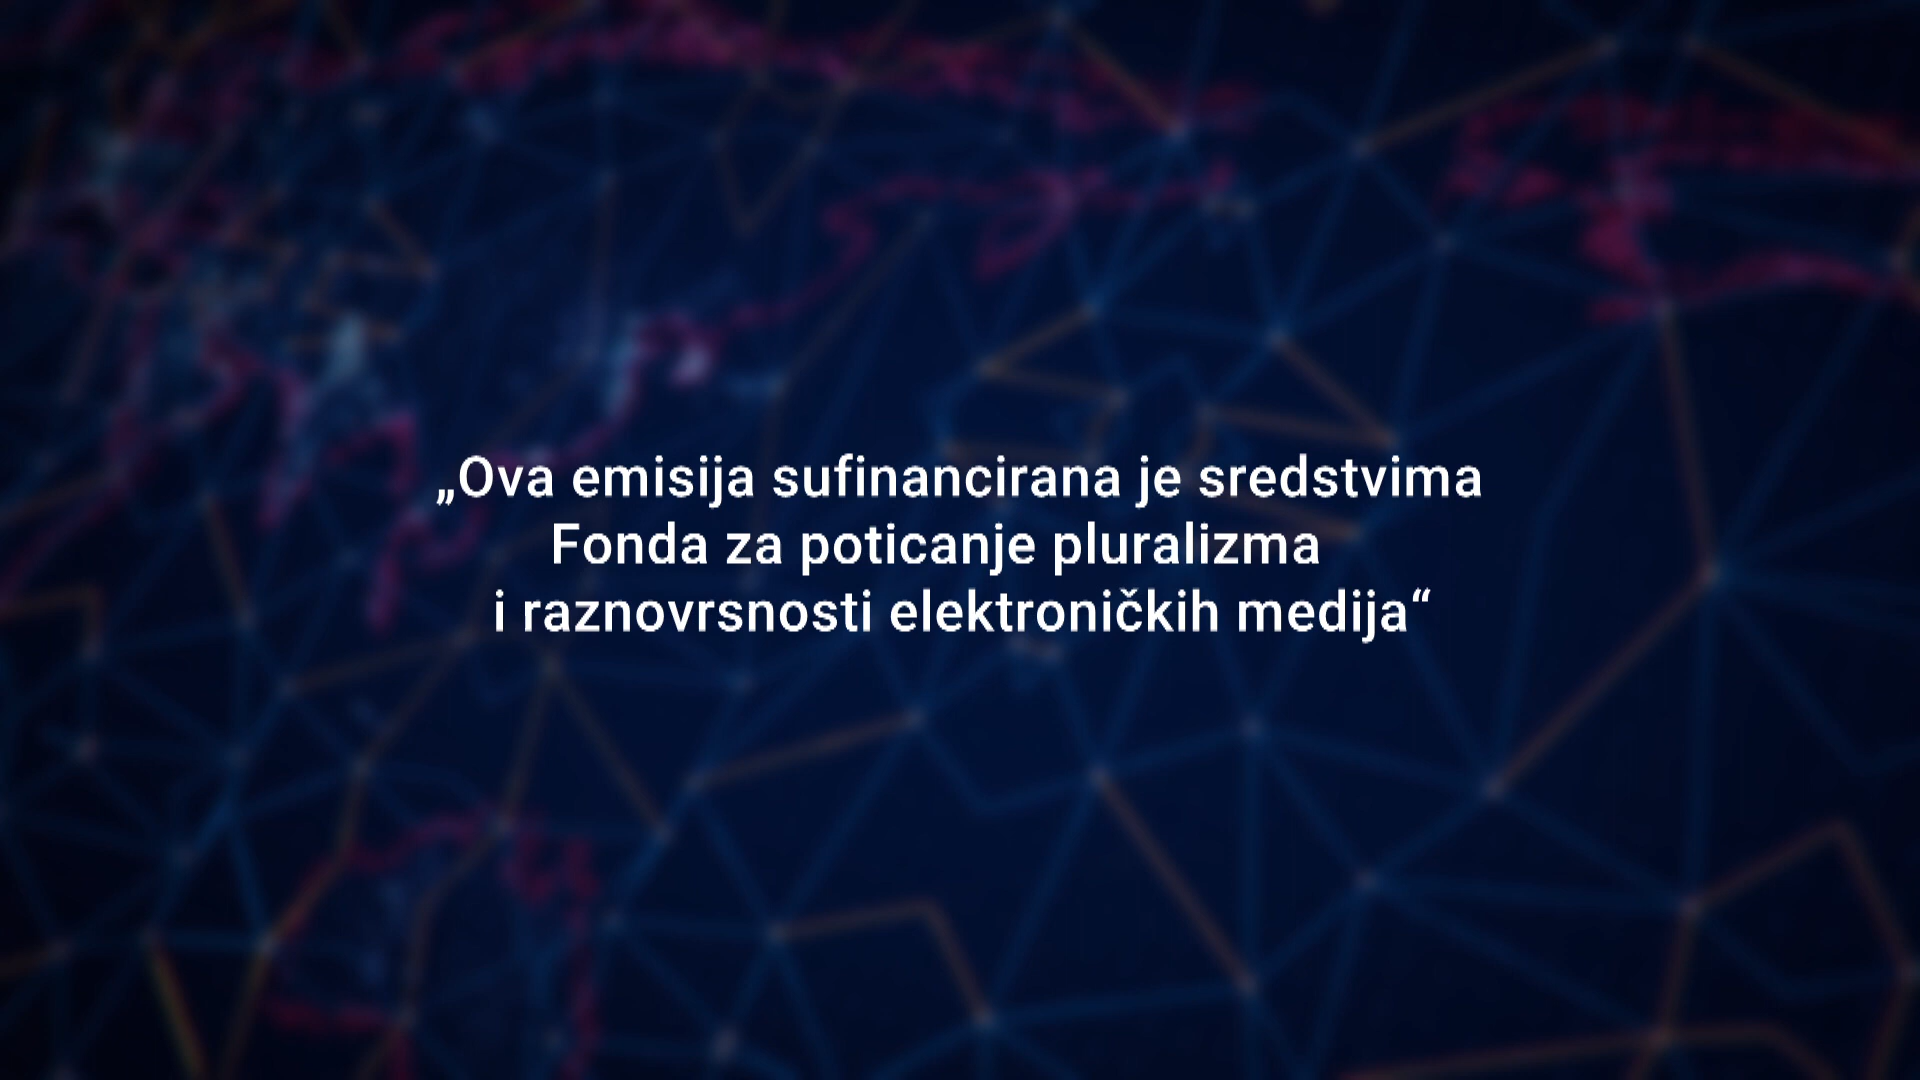 „Ova emisija sufinancirana je sredstvima
Fonda za poticanje pluralizma
i raznovrsnosti elektroničkih medija“